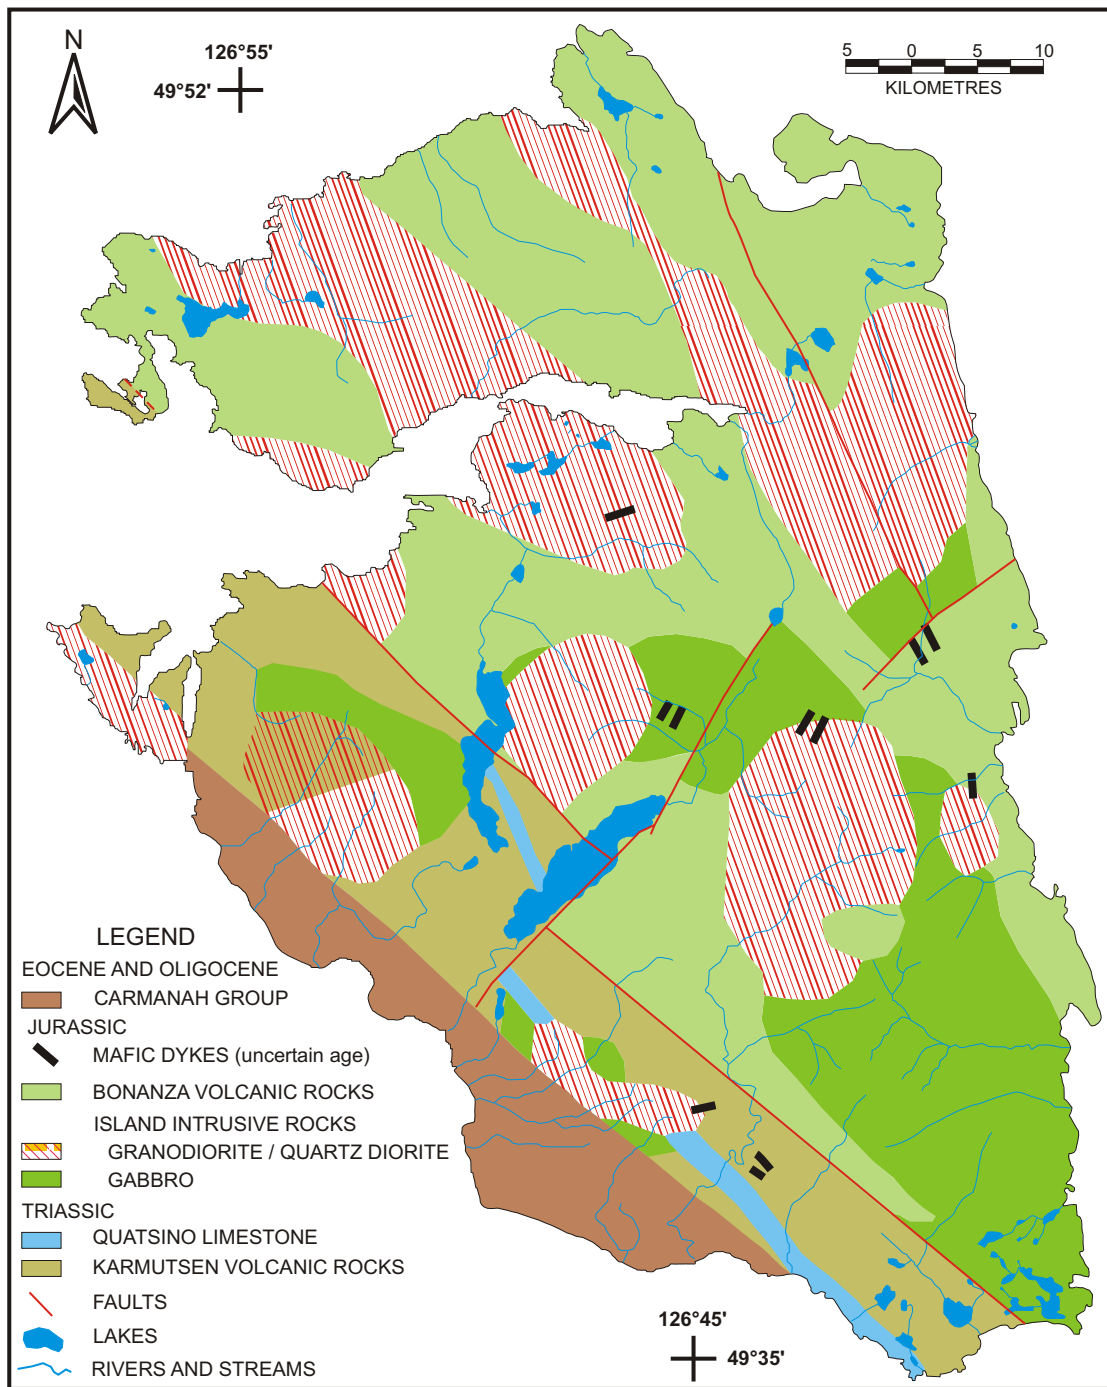 N
126°55'
49°52'
5 0 5 10
KILOMETRES
LEGEND
EOCENE AND OLIGOCENE
CARMANAH GROUP
JURASSIC
MAFIC DYKES (uncertain age)
BONANZA VOLCANIC ROCKS
ISLAND INTRUSIVE ROCKS
GRANODIORITE / QUARTZ DIORITE
GABBRO
TRIASSIC
QUATSINO LIMESTONE
KARMUTSEN VOLCANIC ROCKS
FAULTS
LAKES
RIVERS AND STREAMS
126°45'
49°35'